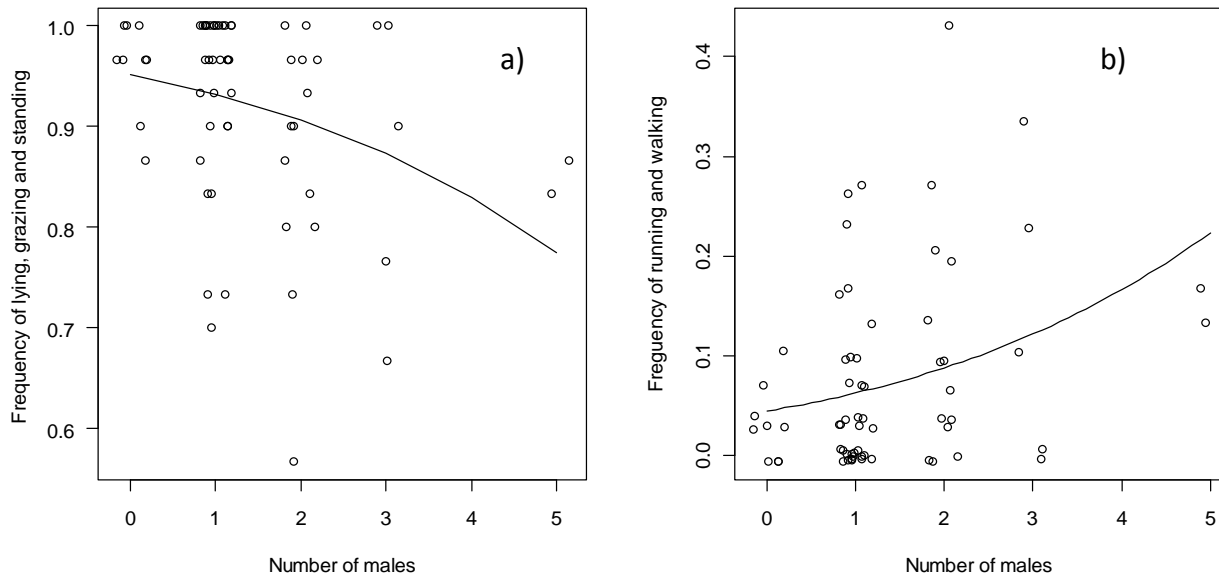 a)
1.0
0.9
0.8
0.7
0.6
Frequency of lying, grazing and standing
0 1 2 3 4 5
Number of males
b)
0.4
0.3
0.2
0.1
0.0
Freguency of running and walking
0 1 2 3 4 5
Number of males